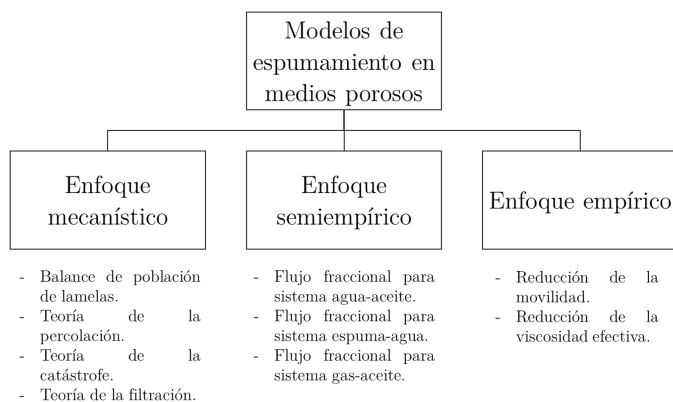 Modelos de
espumamiento en
medios porosos
Enfoque
mecanístico
Enfoque
semiempírico
Enfoque empírico
- Balance de población
de lamelas.
- Teoría de la
percolación.
- Teoría de la
catástrofe.
- Teoría de la filtración.
- Flujo fraccional para
sistema agua-aceite.
- Flujo fraccional para
sistema espuma-agua.
- Flujo fraccional para
sistema gas-aceite.
- Reducción de la
movilidad.
- Reducción de la
viscosidad efectiva.